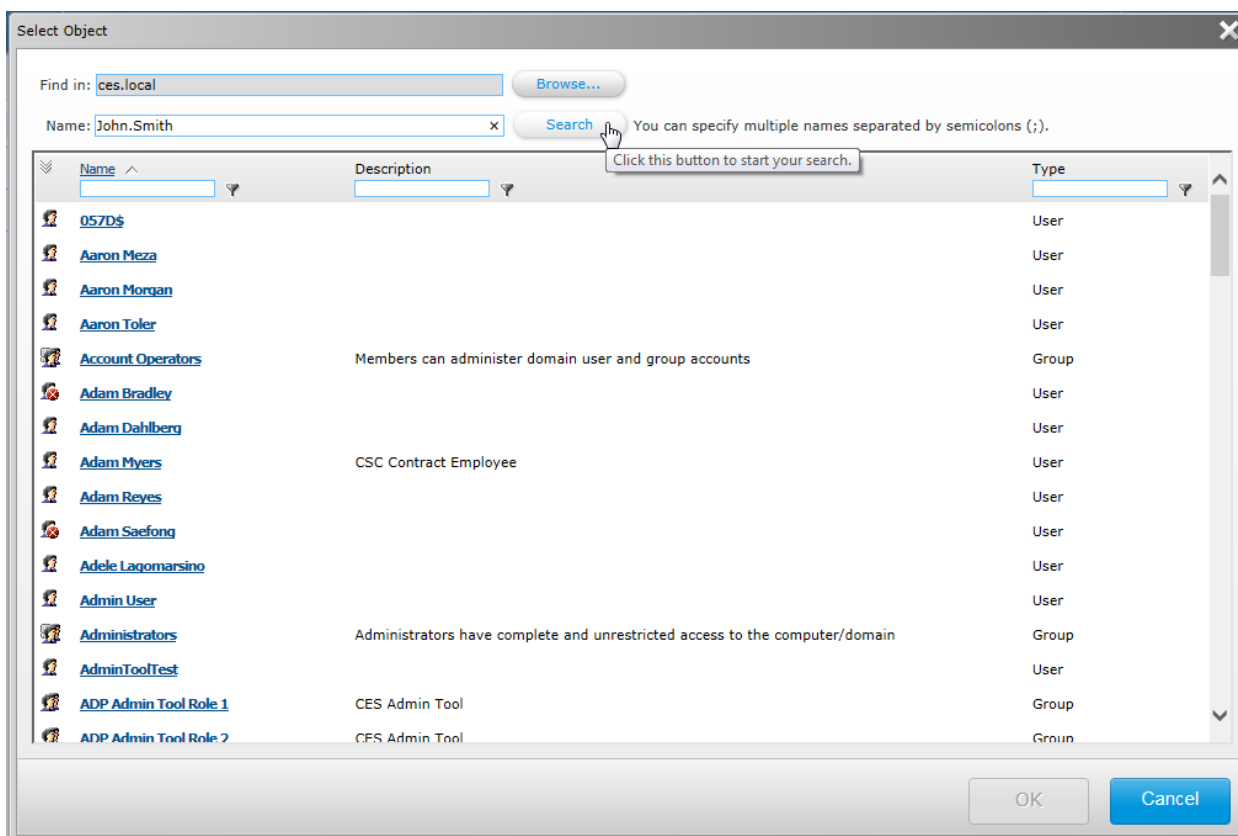 Select Object
Find in: ces.local Browse...
Name: John.Smith x Search You can specify multiple names separated by semicolons (;).
Click this button to start your search.
Name Description Type
057D$ User
Aaron Meza User
Aaron Morgan User
Aaron Toler User
Account Operators Members can administer domain user and group accounts Group
Adam Bradley User
Adam Dahlberg User
Adam Myers CSC Contract Employee User
Adam Reyes User
Adam Saefong User
Adele Lagomarsino User
Admin User User
Administrators Administrators have complete and unrestricted access to the computer/domain Group
AdminToolTest User
ADP Admin Tool Role 1 CES Admin Tool Group
ADP Admin Tool Role 2 CES Admin Tool Group
OK Cancel